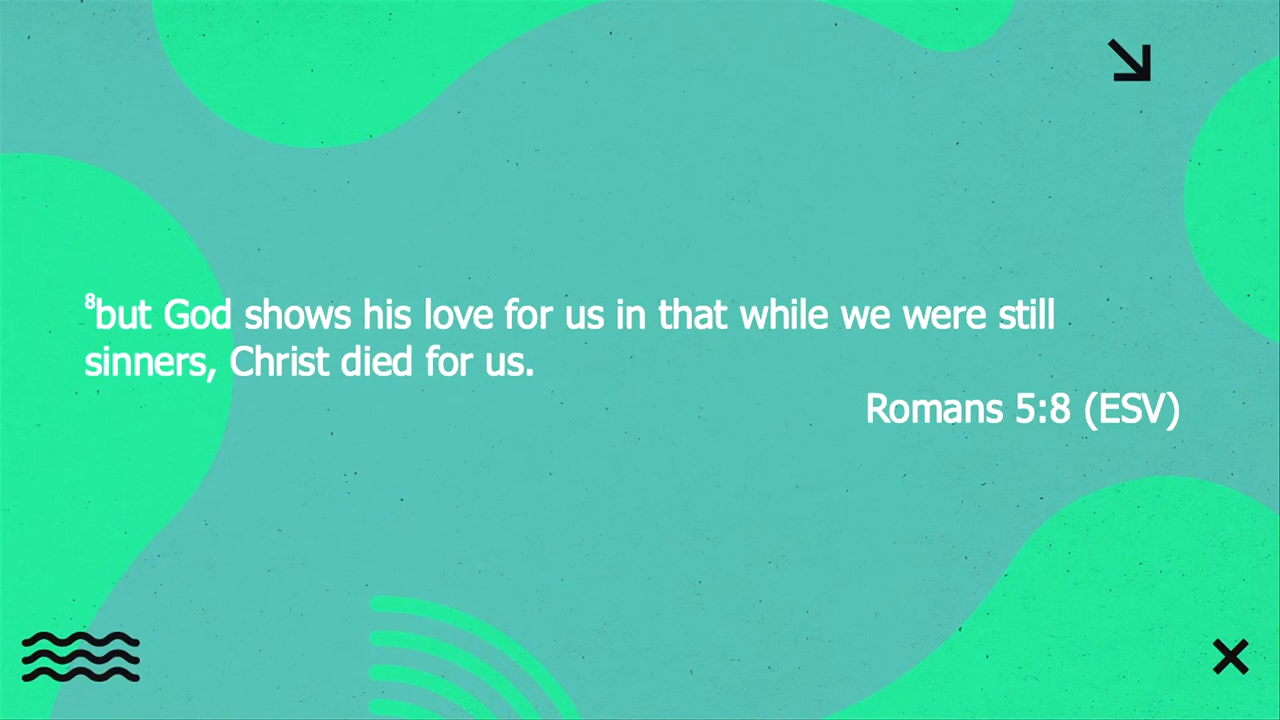 ⁸but God shows his love for us in that while we were still
sinners, Christ died for us.
Romans 5:8 (ESV)